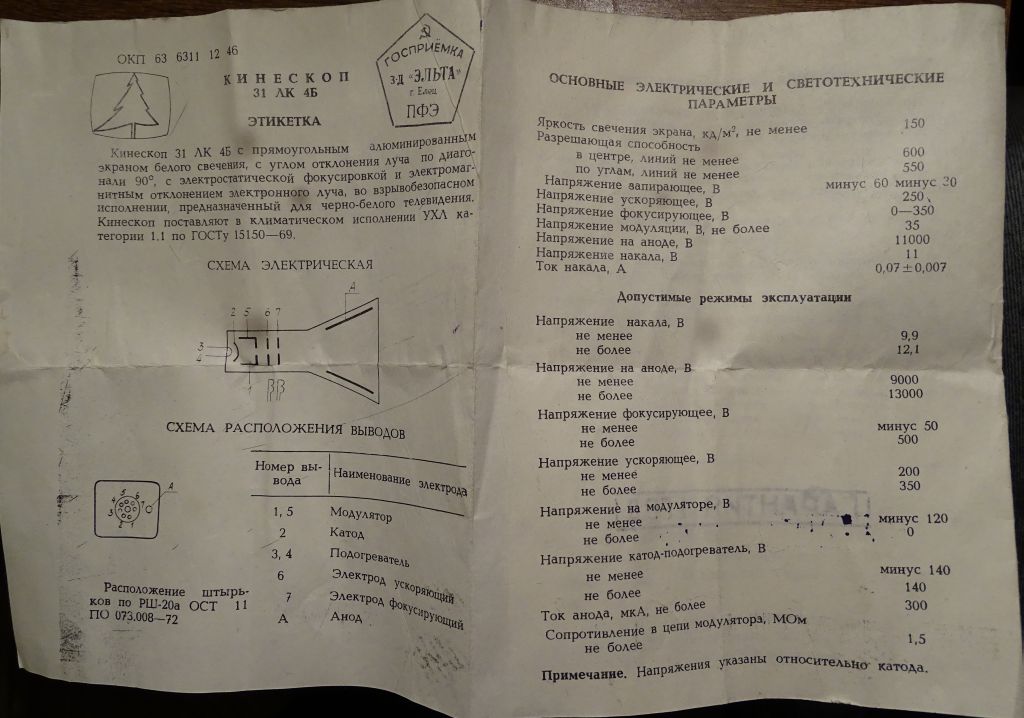 ОКП 63 6311 12 46
КИНЕСКОП
31 ЛК 4Б
ЭТИКЕТКА
ГОСПРИЁМКА
З-Д «ЭЛЬТА»
г. Елец
ПФЭ
Кинескоп 31 ЛК 4Б с прямоугольным алюминированным
экраном белого свечения, с углом отклонения луча по диаго-
нали 90°, с электростатической фокусировкой и электромаг-
нитным отклонением электронного луча, во взрывобезопасном
исполнении, предназначенный для черно-белого телевидения.
Кинескоп поставляют в климатическом исполнении УХЛ ка-
тегории 1.1 по ГОСТу 15150—69.
СХЕМА ЭЛЕКТРИЧЕСКАЯ
А
2 5 6 7
3
4
1
СХЕМА РАСПОЛОЖЕНИЯ ВЫВОДОВ
Номер вы-
вода
Наименование электрода
1, 5 Модулятор
2 Катод
3, 4 Подогреватель
6 Электрод ускоряющий
7 Электрод фокусирующий
А Анод
А
Расположение штырь-
ков по РШ-20а ОСТ 11
ПО 073.008—72
ОСНОВНЫЕ ЭЛЕКТРИЧЕСКИЕ И СВЕТОТЕХНИЧЕСКИЕ
ПАРАМЕТРЫ
Яркость свечения экрана, кд/м², не менее 150
Разрешающая способность
в центре, линий не менее 600
по углам, линий не менее 550
Напряжение запирающее, В минус 60 минус 20
Напряжение ускоряющее, В 250
Напряжение фокусирующее, В 0—350
Напряжение модуляции, В, не более 35
Напряжение на аноде, В 11000
Напряжение накала, В 11
Ток накала, А 0,07±0,007
Допустимые режимы эксплуатации
Напряжение накала, В
не менее 9,9
не более 12,1
Напряжение на аноде, В
не менее 9000
не более 13000
Напряжение фокусирующее, В
не менее минус 50
не более 500
Напряжение ускоряющее, В
не менее 200
не более 350
Напряжение на модуляторе, В
не менее минус 120
не более 0
Напряжение катод-подогреватель, В
не менее минус 140
не более 140
Ток анода, мкА, не более 300
Сопротивление в цепи модулятора, МОм
не более 1,5
Примечание. Напряжения указаны относительно катода.